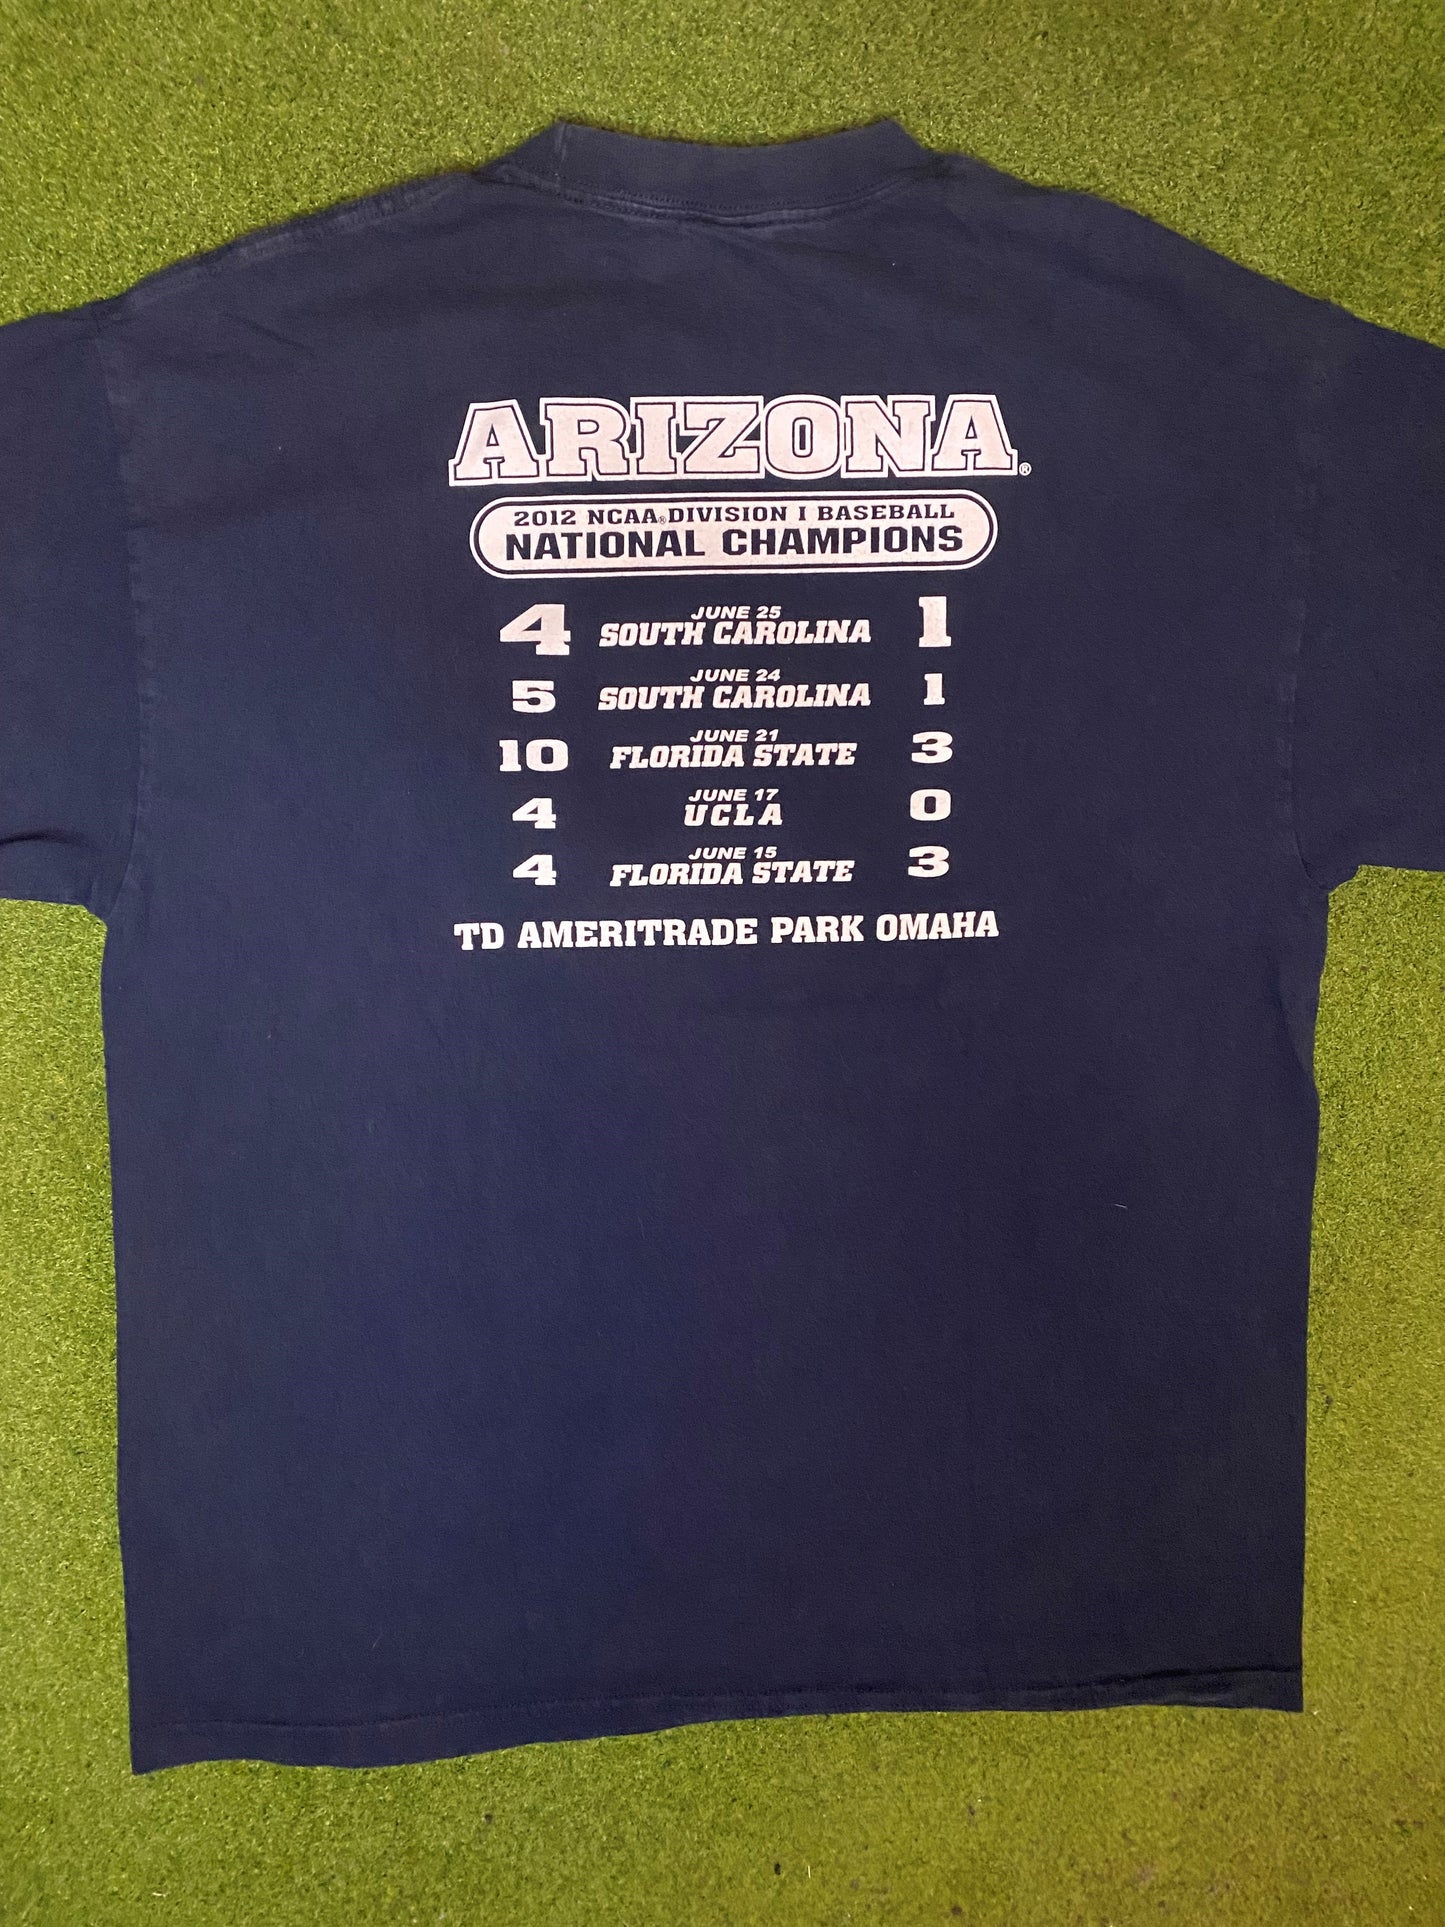 ARIZONA®
2012 NCAA® DIVISION I BASEBALL
NATIONAL CHAMPIONS
JUNE 25
4 SOUTH CAROLINA 1
JUNE 24
5 SOUTH CAROLINA 1
JUNE 21
10 FLORIDA STATE 3
JUNE 17
4 UCLA 0
JUNE 15
4 FLORIDA STATE 3
TD AMERITRADE PARK OMAHA